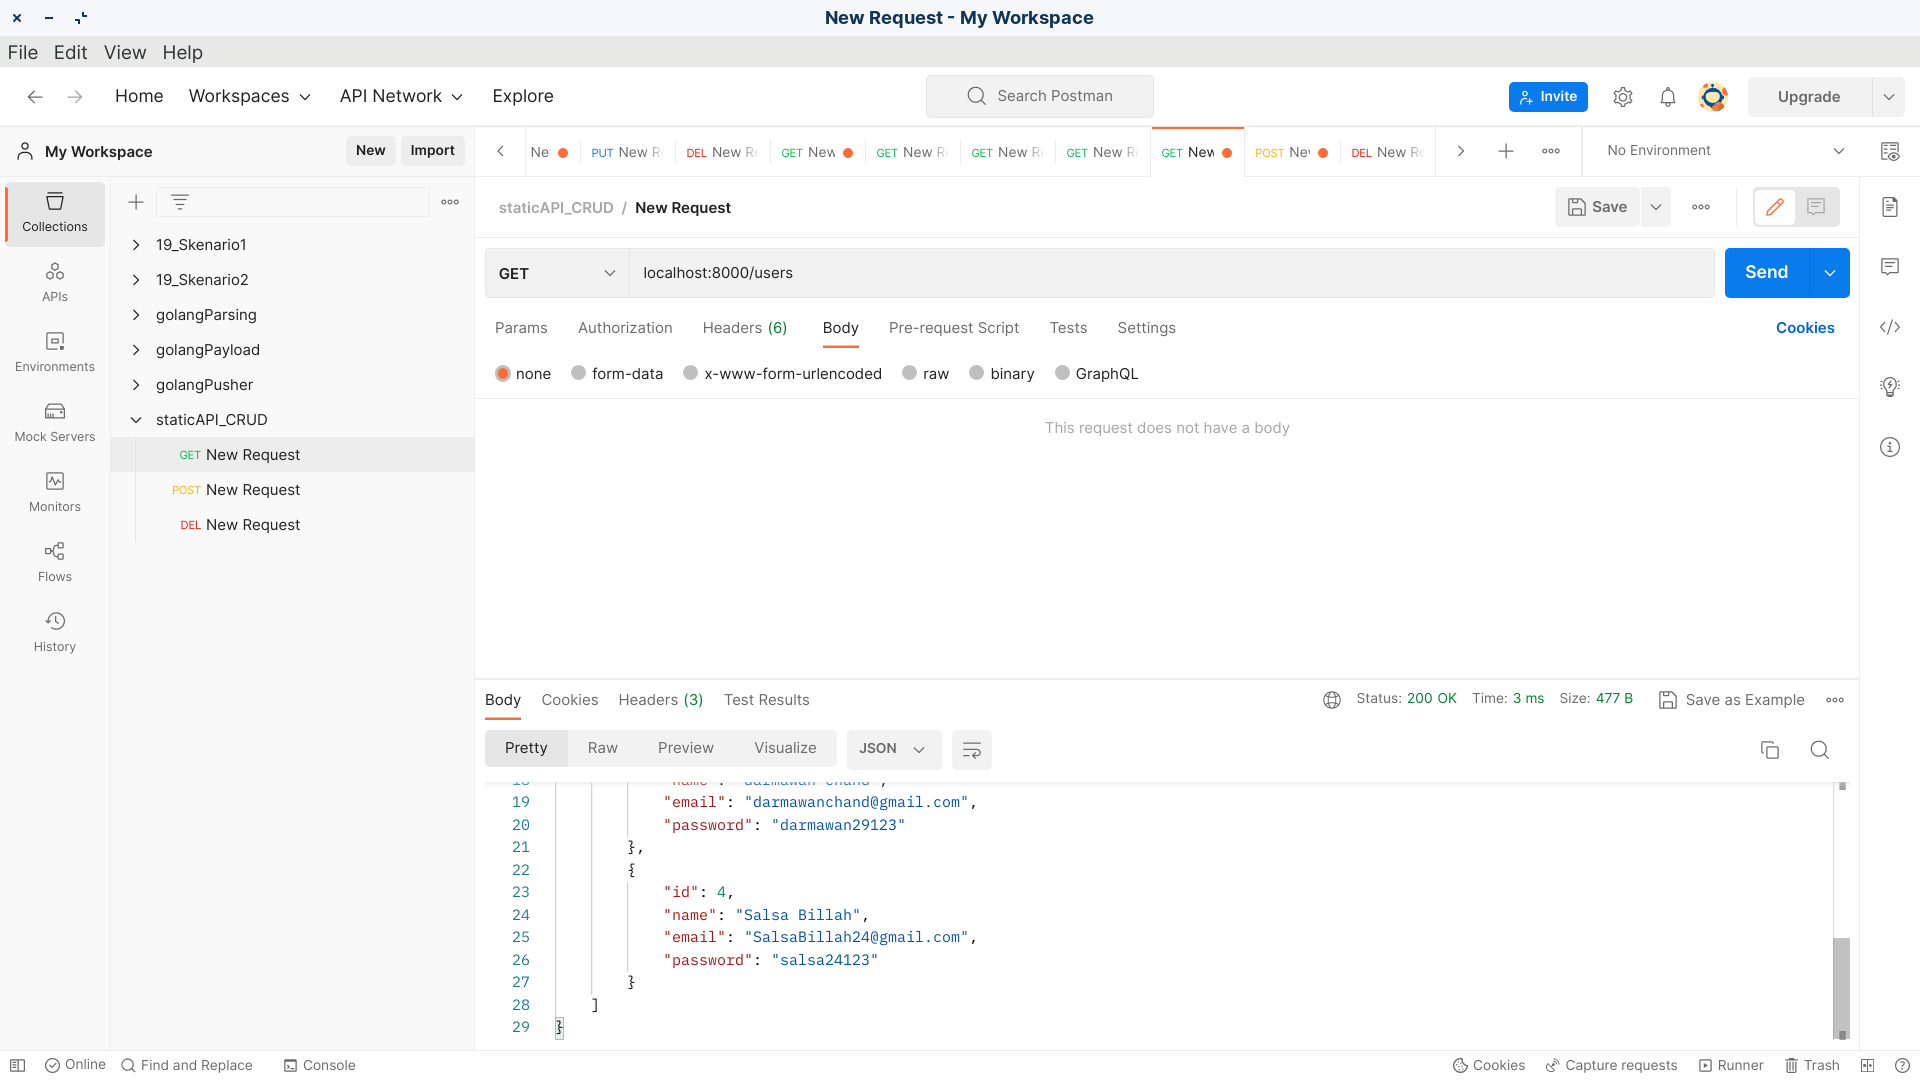 New Request - My Workspace
File Edit View Help
Home Workspaces API Network Explore Search Postman Invite Upgrade
My Workspace New Import
Ne PUT New R DEL New R GET New GET New R GET New R GET New R GET New POST Ne DEL New R No Environment
Collections
APIs
Environments
Mock Servers
Monitors
Flows
History
19_Skenario1
19_Skenario2
golangParsing
golangPayload
golangPusher
staticAPI_CRUD
GET New Request
POST New Request
DEL New Request
staticAPI_CRUD / New Request Save
GET localhost:8000/users Send
Params Authorization Headers (6) Body Pre-request Script Tests Settings Cookies
none form-data x-www-form-urlencoded raw binary GraphQL
This request does not have a body
Body Cookies Headers (3) Test Results Status: 200 OK Time: 3 ms Size: 477 B Save as Example
Pretty Raw Preview Visualize JSON
18 "name": "darmawan chand",
19 "email": "darmawanchand@gmail.com",
20 "password": "darmawan29123"
21 },
22 {
23 "id": 4,
24 "name": "Salsa Billah",
25 "email": "SalsaBillah24@gmail.com",
26 "password": "salsa24123"
27 }
28 ]
29 }
Online Find and Replace Console Cookies Capture requests Runner Trash